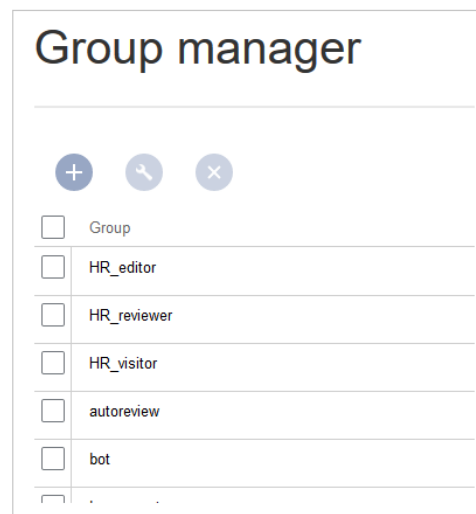 Group manager
Group
HR_editor
HR_reviewer
HR_visitor
autoreview
bot